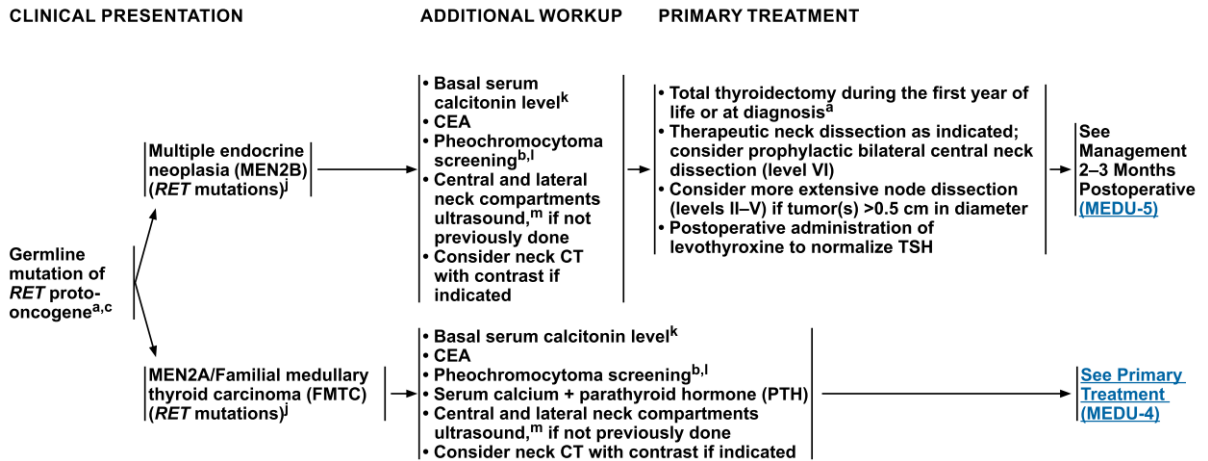 CLINICAL PRESENTATION
ADDITIONAL WORKUP
PRIMARY TREATMENT
Germline
mutation of
RET proto-
oncogene^a,c
Multiple endocrine
neoplasia (MEN2B)
(RET mutations)^j
• Basal serum
calcitonin level^k
• CEA
• Pheochromocytoma
screening^b,l
• Central and lateral
neck compartments
ultrasound,^m if not
previously done
• Consider neck CT
with contrast if
indicated
• Total thyroidectomy during the first year of
life or at diagnosis^a
• Therapeutic neck dissection as indicated;
consider prophylactic bilateral central neck
dissection (level VI)
• Consider more extensive node dissection
(levels II–V) if tumor(s) >0.5 cm in diameter
• Postoperative administration of
levothyroxine to normalize TSH
See
Management
2–3 Months
Postoperative
(MEDU-5)
MEN2A/Familial medullary
thyroid carcinoma (FMTC)
(RET mutations)^j
• Basal serum calcitonin level^k
• CEA
• Pheochromocytoma screening^b,l
• Serum calcium + parathyroid hormone (PTH)
• Central and lateral neck compartments
ultrasound,^m if not previously done
• Consider neck CT with contrast if indicated
See Primary
Treatment
(MEDU-4)